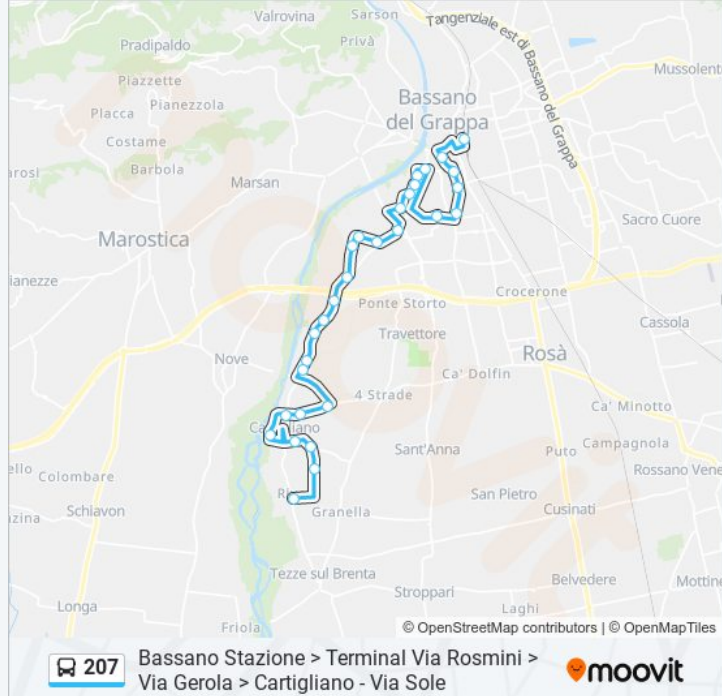 Valrovina
Sarson
Tangenziale est di Bassano del Grappa
Pradipaldo
Privà
Mussolent
Piazzette
Bassano
del Grappa
Placca
Pianezzola
Costame
Barbola
arosi
Marsan
Sacro Cuore
Marostica
ianezze
Crocerone
Ponte Storto
Cassola
Travettore
Nove
Rosà
Ca' Dolfin
4 Strade
Ca' Minotto
Sant'Anna
Puto
Campagnola
ello
Colombare
Rossano Vene
San Pietro
Schiavon
Granella
Cusinati
zina
Tezze sul Brenta
Belvedere
Mottine
Stroppari
Longa
Laghi
Friola
© OpenStreetMap contributors | © OpenMapTiles
207
Bassano Stazione > Terminal Via Rosmini >
Via Gerola > Cartigliano - Via Sole
moovit